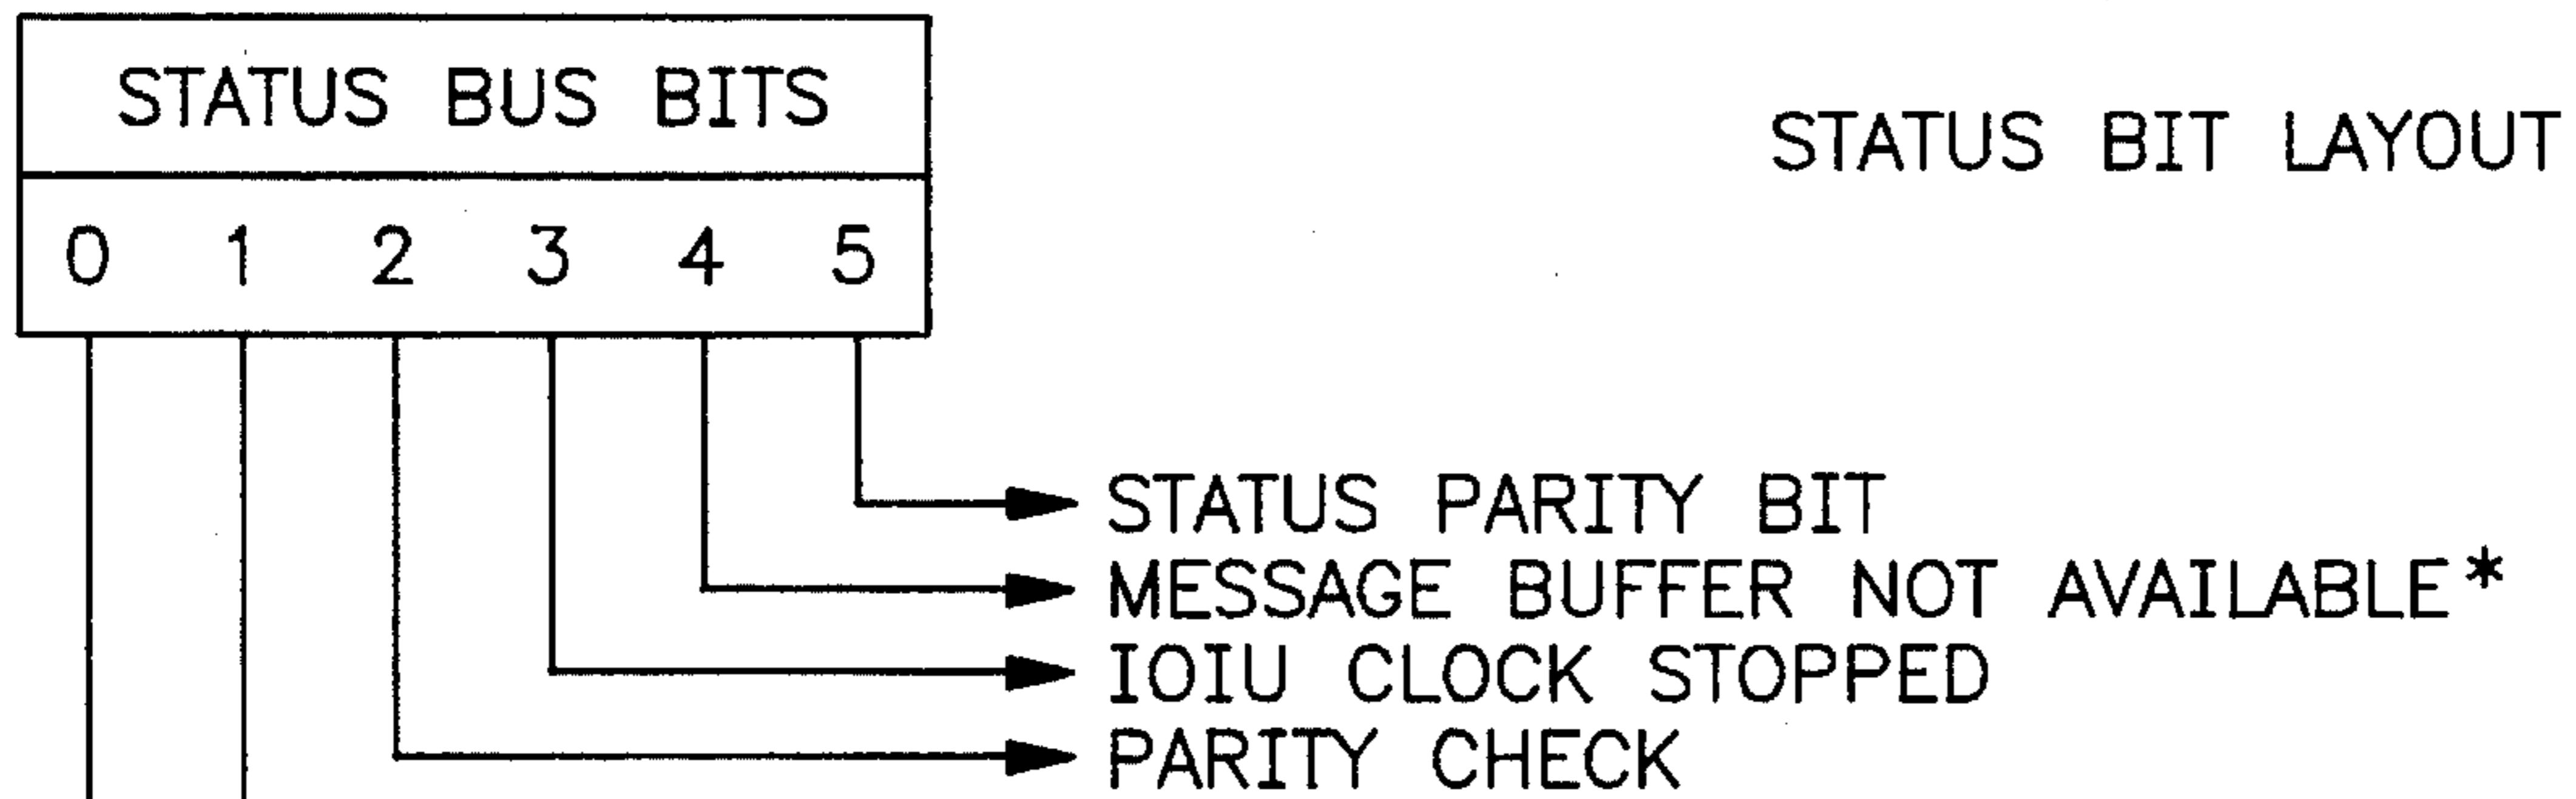 STATUS BUS BITS
STATUS BIT LAYOUT
0 1 2 3 4 5
STATUS PARITY BIT
MESSAGE BUFFER NOT AVAILABLE*
IOIU CLOCK STOPPED
PARITY CHECK